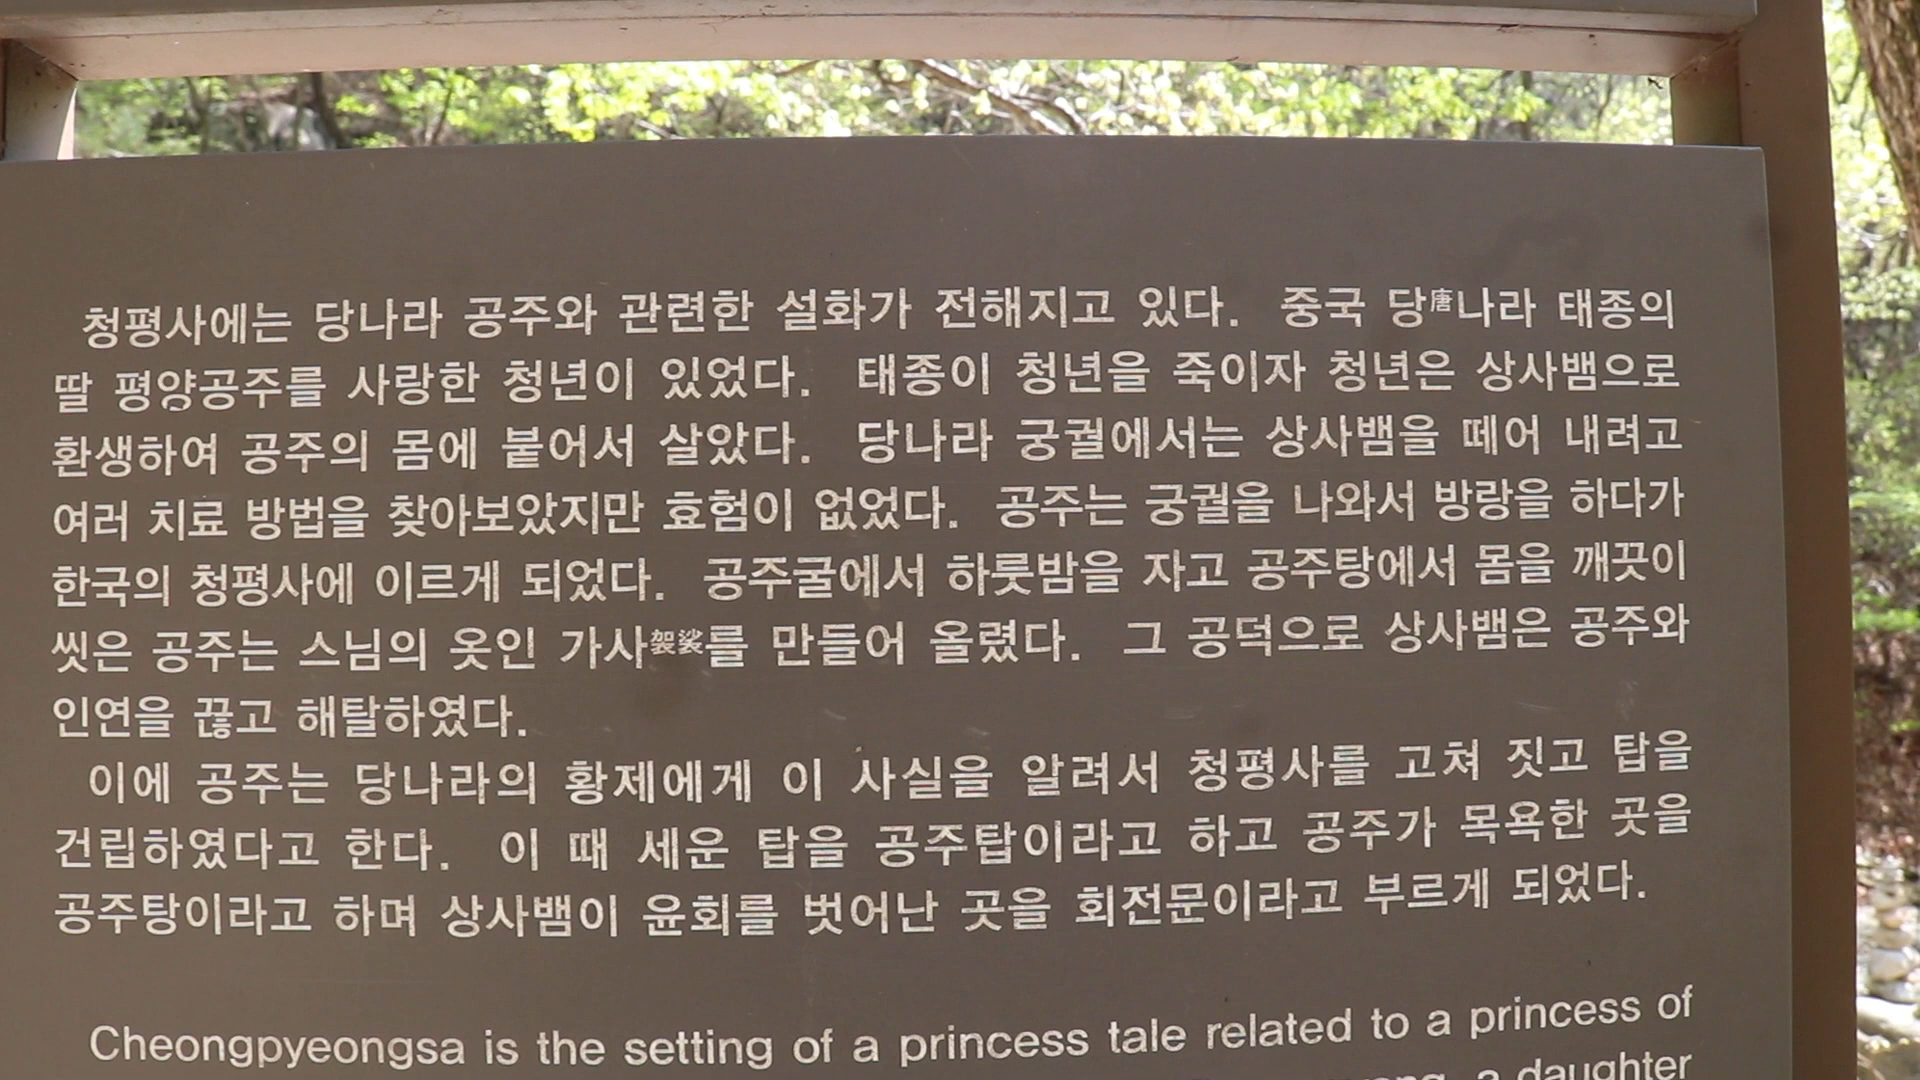 청평사에는 당나라 공주와 관련한 설화가 전해지고 있다. 중국 당唐나라 태종의
딸 평양공주를 사랑한 청년이 있었다. 태종이 청년을 죽이자 청년은 상사뱀으로
환생하여 공주의 몸에 붙어서 살았다. 당나라 궁궐에서는 상사뱀을 떼어 내려고
여러 치료 방법을 찾아보았지만 효험이 없었다. 공주는 궁궐을 나와서 방랑을 하다가
한국의 청평사에 이르게 되었다. 공주굴에서 하룻밤을 자고 공주탕에서 몸을 깨끗이
씻은 공주는 스님의 옷인 가사袈裟를 만들어 올렸다. 그 공덕으로 상사뱀은 공주와
인연을 끊고 해탈하였다.
이에 공주는 당나라의 황제에게 이 사실을 알려서 청평사를 고쳐 짓고 탑을
건립하였다고 한다. 이 때 세운 탑을 공주탑이라고 하고 공주가 목욕한 곳을
공주탕이라고 하며 상사뱀이 윤회를 벗어난 곳을 회전문이라고 부르게 되었다.
Cheongpyeongsa is the setting of a princess tale related to a princess of
a daughter